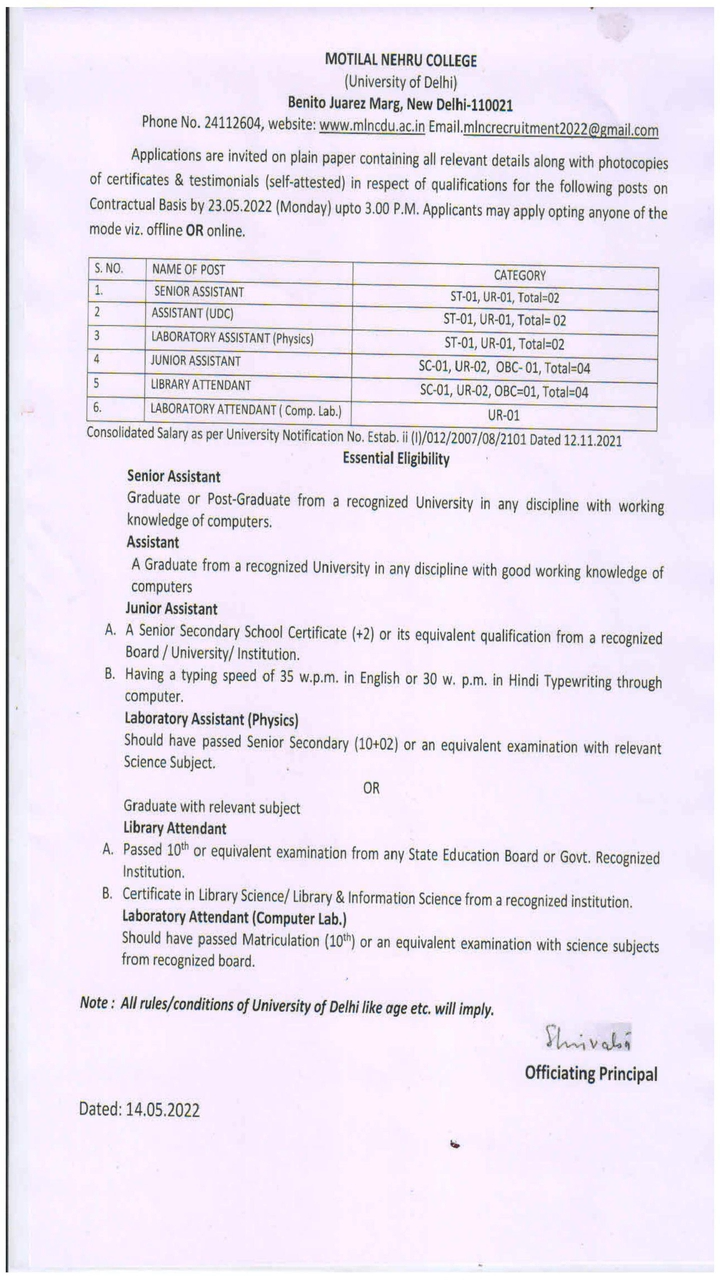 MOTILAL NEHRU COLLEGE
(University of Delhi)
Benito Juarez Marg, New Delhi-110021
Phone No. 24112604, website: www.mlncdu.ac.in Email.mlncrecruitment2022@gmail.com
Applications are invited on plain paper containing all relevant details along with photocopies
of certificates & testimonials (self-attested) in respect of qualifications for the following posts on
Contractual Basis by 23.05.2022 (Monday) upto 3.00 P.M. Applicants may apply opting anyone of the
mode viz. offline OR online.
S. NO. NAME OF POST CATEGORY
1. SENIOR ASSISTANT ST-01, UR-01, Total=02
2 ASSISTANT (UDC) ST-01, UR-01, Total= 02
3 LABORATORY ASSISTANT (Physics) ST-01, UR-01, Total=02
4 JUNIOR ASSISTANT SC-01, UR-02, OBC- 01, Total=04
5 LIBRARY ATTENDANT SC-01, UR-02, OBC=01, Total=04
6. LABORATORY ATTENDANT ( Comp. Lab.) UR-01
Consolidated Salary as per University Notification No. Estab. ii (I)/012/2007/08/2101 Dated 12.11.2021
Essential Eligibility
Senior Assistant
Graduate or Post-Graduate from a recognized University in any discipline with working
knowledge of computers.
Assistant
A Graduate from a recognized University in any discipline with good working knowledge of
computers
Junior Assistant
A. A Senior Secondary School Certificate (+2) or its equivalent qualification from a recognized
Board / University/ Institution.
B. Having a typing speed of 35 w.p.m. in English or 30 w. p.m. in Hindi Typewriting through
computer.
Laboratory Assistant (Physics)
Should have passed Senior Secondary (10+02) or an equivalent examination with relevant
Science Subject.
OR
Graduate with relevant subject
Library Attendant
A. Passed 10th or equivalent examination from any State Education Board or Govt. Recognized
Institution.
B. Certificate in Library Science/ Library & Information Science from a recognized institution.
Laboratory Attendant (Computer Lab.)
Should have passed Matriculation (10th) or an equivalent examination with science subjects
from recognized board.
Note : All rules/conditions of University of Delhi like age etc. will imply.
Officiating Principal
Dated: 14.05.2022